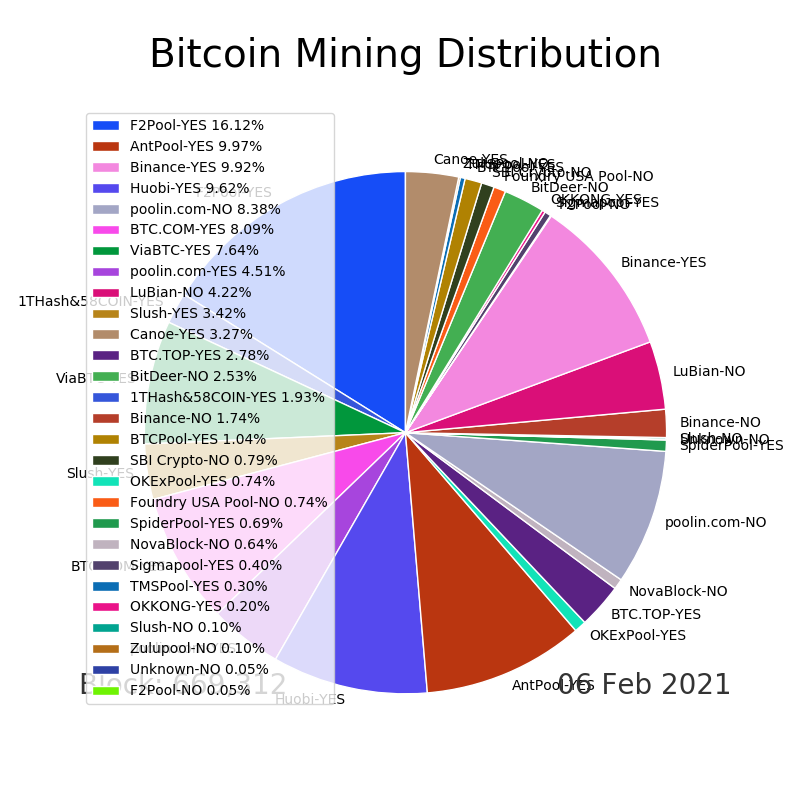 Bitcoin Mining Distribution
F2Pool-YES 16.12%
AntPool-YES 9.97%
Binance-YES 9.92%
Huobi-YES 9.62%
poolin.com-NO 8.38%
BTC.COM-YES 8.09%
ViaBTC-YES 7.64%
poolin.com-YES 4.51%
LuBian-NO 4.22%
Slush-YES 3.42%
Canoe-YES 3.27%
BTC.TOP-YES 2.78%
BitDeer-NO 2.53%
1THash&58COIN-YES 1.93%
Binance-NO 1.74%
BTCPool-YES 1.04%
SBI Crypto-NO 0.79%
OKExPool-YES 0.74%
Foundry USA Pool-NO 0.74%
SpiderPool-YES 0.69%
NovaBlock-NO 0.64%
Sigmapool-YES 0.40%
TMSPool-YES 0.30%
OKKONG-YES 0.20%
Slush-NO 0.10%
Zulupool-NO 0.10%
Unknown-NO 0.05%
F2Pool-NO 0.05%
Canoe-YES
Foundry USA Pool-NO
BitDeer-NO
OKKONG-YES
Sigmapool-YES
F2Pool-NO
Binance-YES
LuBian-NO
Binance-NO
SpiderPool-YES
poolin.com-NO
NovaBlock-NO
BTC.TOP-YES
OKExPool-YES
AntPool-YES
Huobi-YES
F2Pool-YES
1THash&58COIN-YES
ViaBTC-YES
Slush-YES
Block: 669,312
06 Feb 2021